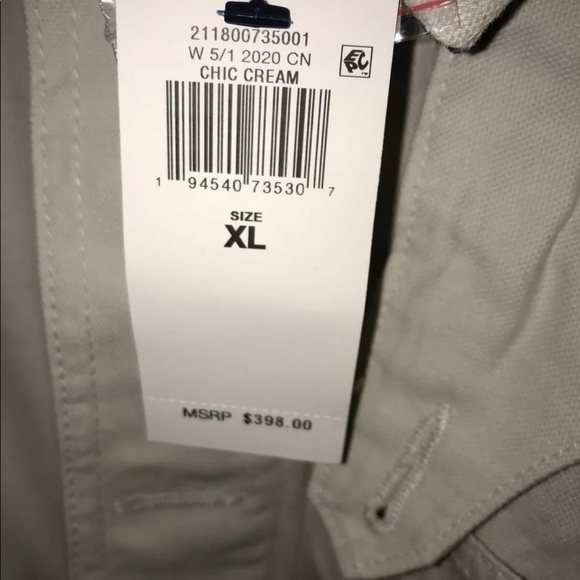 211800735001
W 5/1 2020 CN
CHIC CREAM
1 94540 73530 7
SIZE
XL
MSRP $398.00